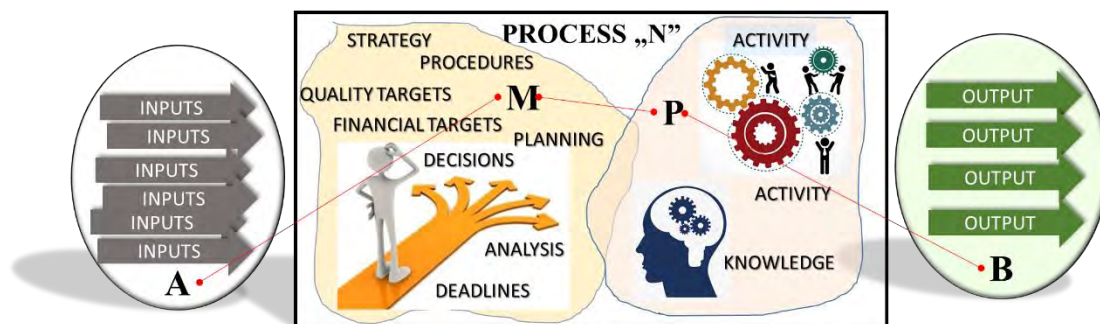 INPUTS
INPUTS
INPUTS
INPUTS
INPUTS
INPUTS
A
PROCESS „N”
STRATEGY
PROCEDURES
QUALITY TARGETS
M
FINANCIAL TARGETS
PLANNING
DECISIONS
ANALYSIS
DEADLINES
ACTIVITY
P
ACTIVITY
KNOWLEDGE
OUTPUT
OUTPUT
OUTPUT
OUTPUT
B